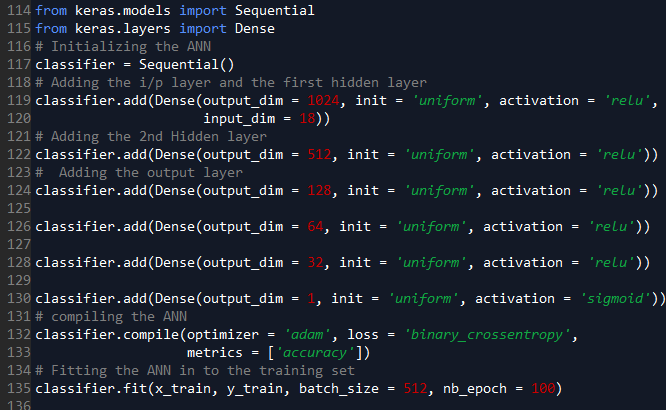 114 from keras.models import Sequential
115 from keras.layers import Dense
116 # Initializing the ANN
117 classifier = Sequential()
118 # Adding the i/p layer and the first hidden layer
119 classifier.add(Dense(output_dim = 1024, init = 'uniform', activation = 'relu',
120                      input_dim = 18))
121 # Adding the 2nd Hidden layer
122 classifier.add(Dense(output_dim = 512, init = 'uniform', activation = 'relu'))
123 #  Adding the output layer
124 classifier.add(Dense(output_dim = 128, init = 'uniform', activation = 'relu'))
125
126 classifier.add(Dense(output_dim = 64, init = 'uniform', activation = 'relu'))
127
128 classifier.add(Dense(output_dim = 32, init = 'uniform', activation = 'relu'))
129
130 classifier.add(Dense(output_dim = 1, init = 'uniform', activation = 'sigmoid'))
131 # compiling the ANN
132 classifier.compile(optimizer = 'adam', loss = 'binary_crossentropy',
133                    metrics = ['accuracy'])
134 # Fitting the ANN in to the training set
135 classifier.fit(x_train, y_train, batch_size = 512, nb_epoch = 100)
136